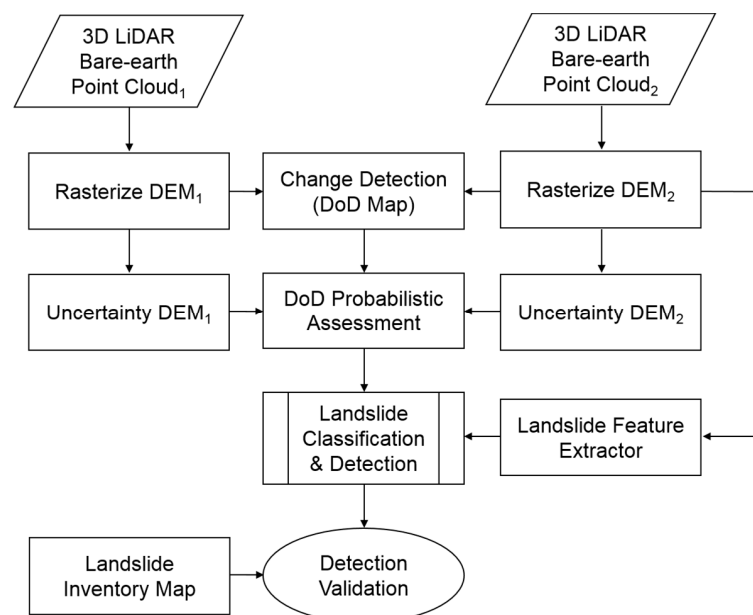 3D LiDAR
Bare-earth
Point Cloud₁
3D LiDAR
Bare-earth
Point Cloud₂
Rasterize DEM₁
Change Detection
(DoD Map)
Rasterize DEM₂
Uncertainty DEM₁
DoD Probabilistic
Assessment
Uncertainty DEM₂
Landslide
Classification
& Detection
Landslide Feature
Extractor
Landslide
Inventory Map
Detection
Validation